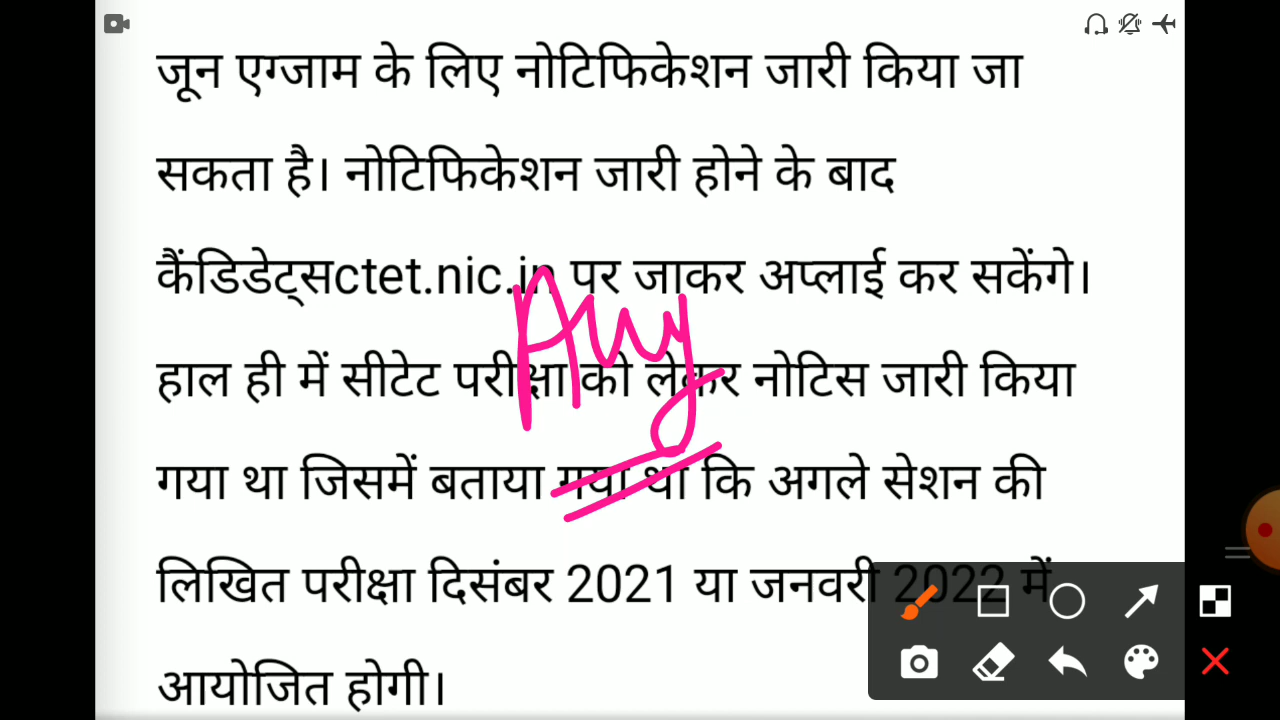 जून एग्जाम के लिए नोटिफिकेशन जारी किया जा
सकता है। नोटिफिकेशन जारी होने के बाद
कैंडिडेट्सctet.nic.in पर जाकर अप्लाई कर सकेंगे।
हाल ही में सीटेट परीक्षा को लेकर नोटिस जारी किया
गया था जिसमें बताया गया था कि अगले सेशन की
लिखित परीक्षा दिसंबर 2021 या जनवरी 2022 में
आयोजित होगी।